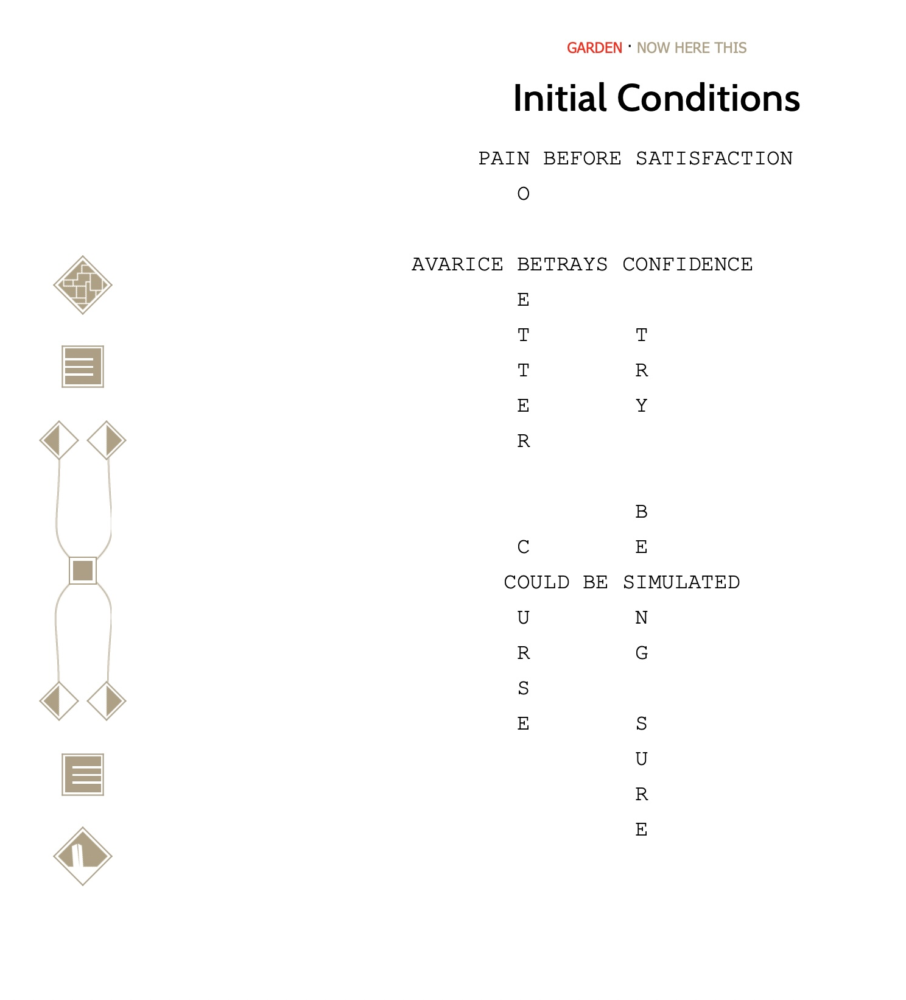 GARDEN · NOW HERE THIS
Initial Conditions
PAIN BEFORE SATISFACTION
O
AVARICE BETRAYS CONFIDENCE
E
T T
T R
E Y
R
B
C E
COULD BE SIMULATED
U N
R G
S
E S
U
R
E